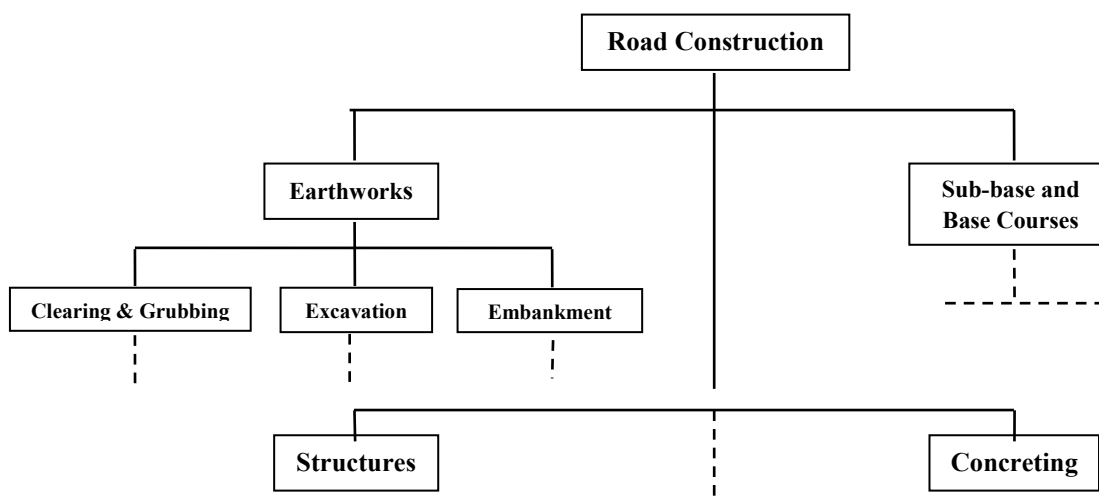 Road Construction
Earthworks
Sub-base and
Base Courses
Clearing & Grubbing
Excavation
Embankment
Structures
Concreting